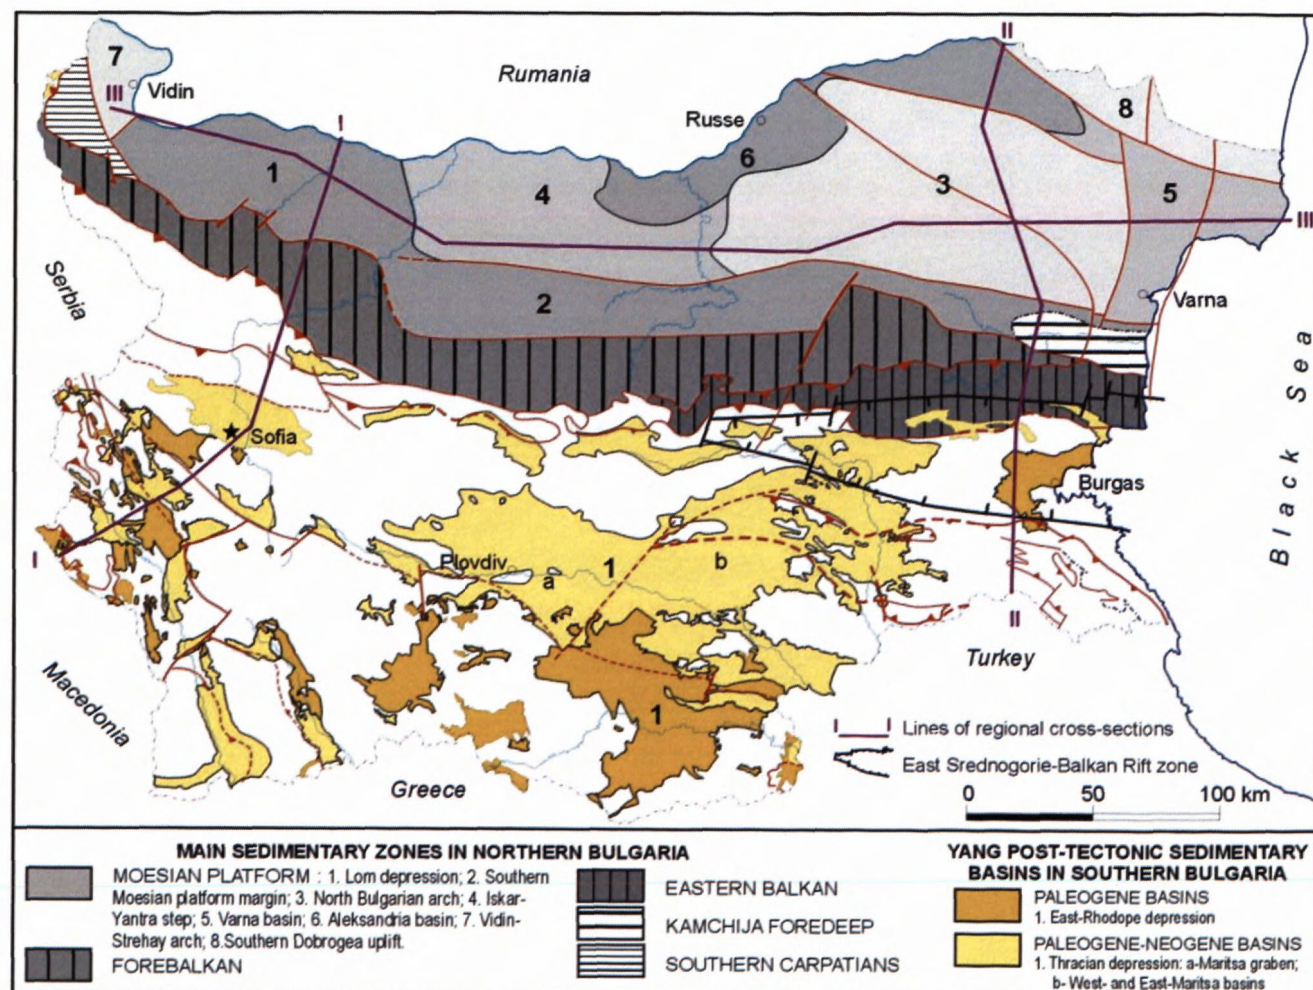 II
7
Rumania
Vidin
III
8
I
Russe
6
1
4
3
5
III
Serbia
2
Varna
Black Sea
Sofia
Burgas
I
Plovdiv
a
1
b
II
Macedonia
Turkey
1
Greece
I I Lines of regional cross-sections
East Srednogorie-Balkan Rift zone
0 50 100 km
MAIN SEDIMENTARY ZONES IN NORTHERN BULGARIA
MOESIAN PLATFORM : 1. Lom depression; 2. Southern
Moesian platform margin; 3. North Bulgarian arch; 4. Iskar-
Yantra step; 5. Varna basin; 6. Aleksandria basin; 7. Vidin-
Strehay arch; 8.Southern Dobrogea uplift.
FOREBALKAN
EASTERN BALKAN
KAMCHIJA FOREDEEP
SOUTHERN CARPATIANS
YANG POST-TECTONIC SEDIMENTARY
BASINS IN SOUTHERN BULGARIA
PALEOGENE BASINS
1. East-Rhodope depression
PALEOGENE-NEOGENE BASINS
1. Thracian depression: a-Maritsa graben;
b- West- and East-Maritsa basins